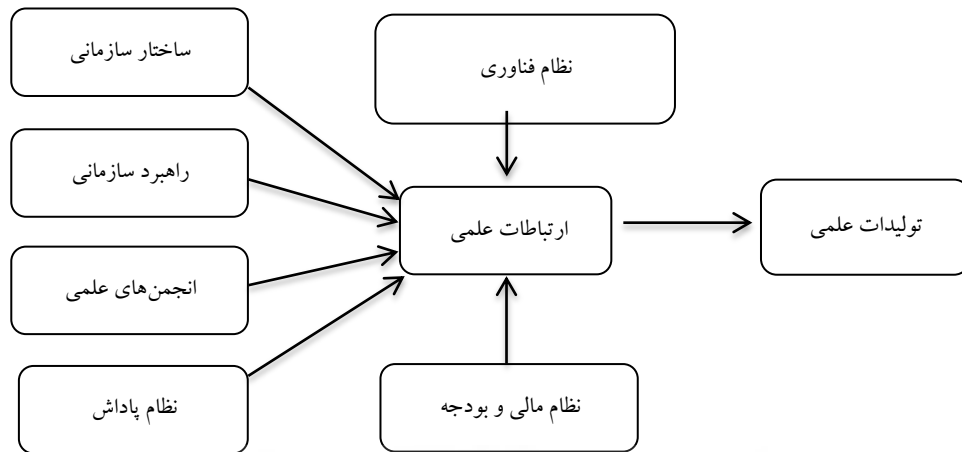 ساختار سازمانی
نظام فناوری
راهبرد سازمانی
ارتباطات علمی
تولیدات علمی
انجمن‌های علمی
نظام پاداش
نظام مالی و بودجه